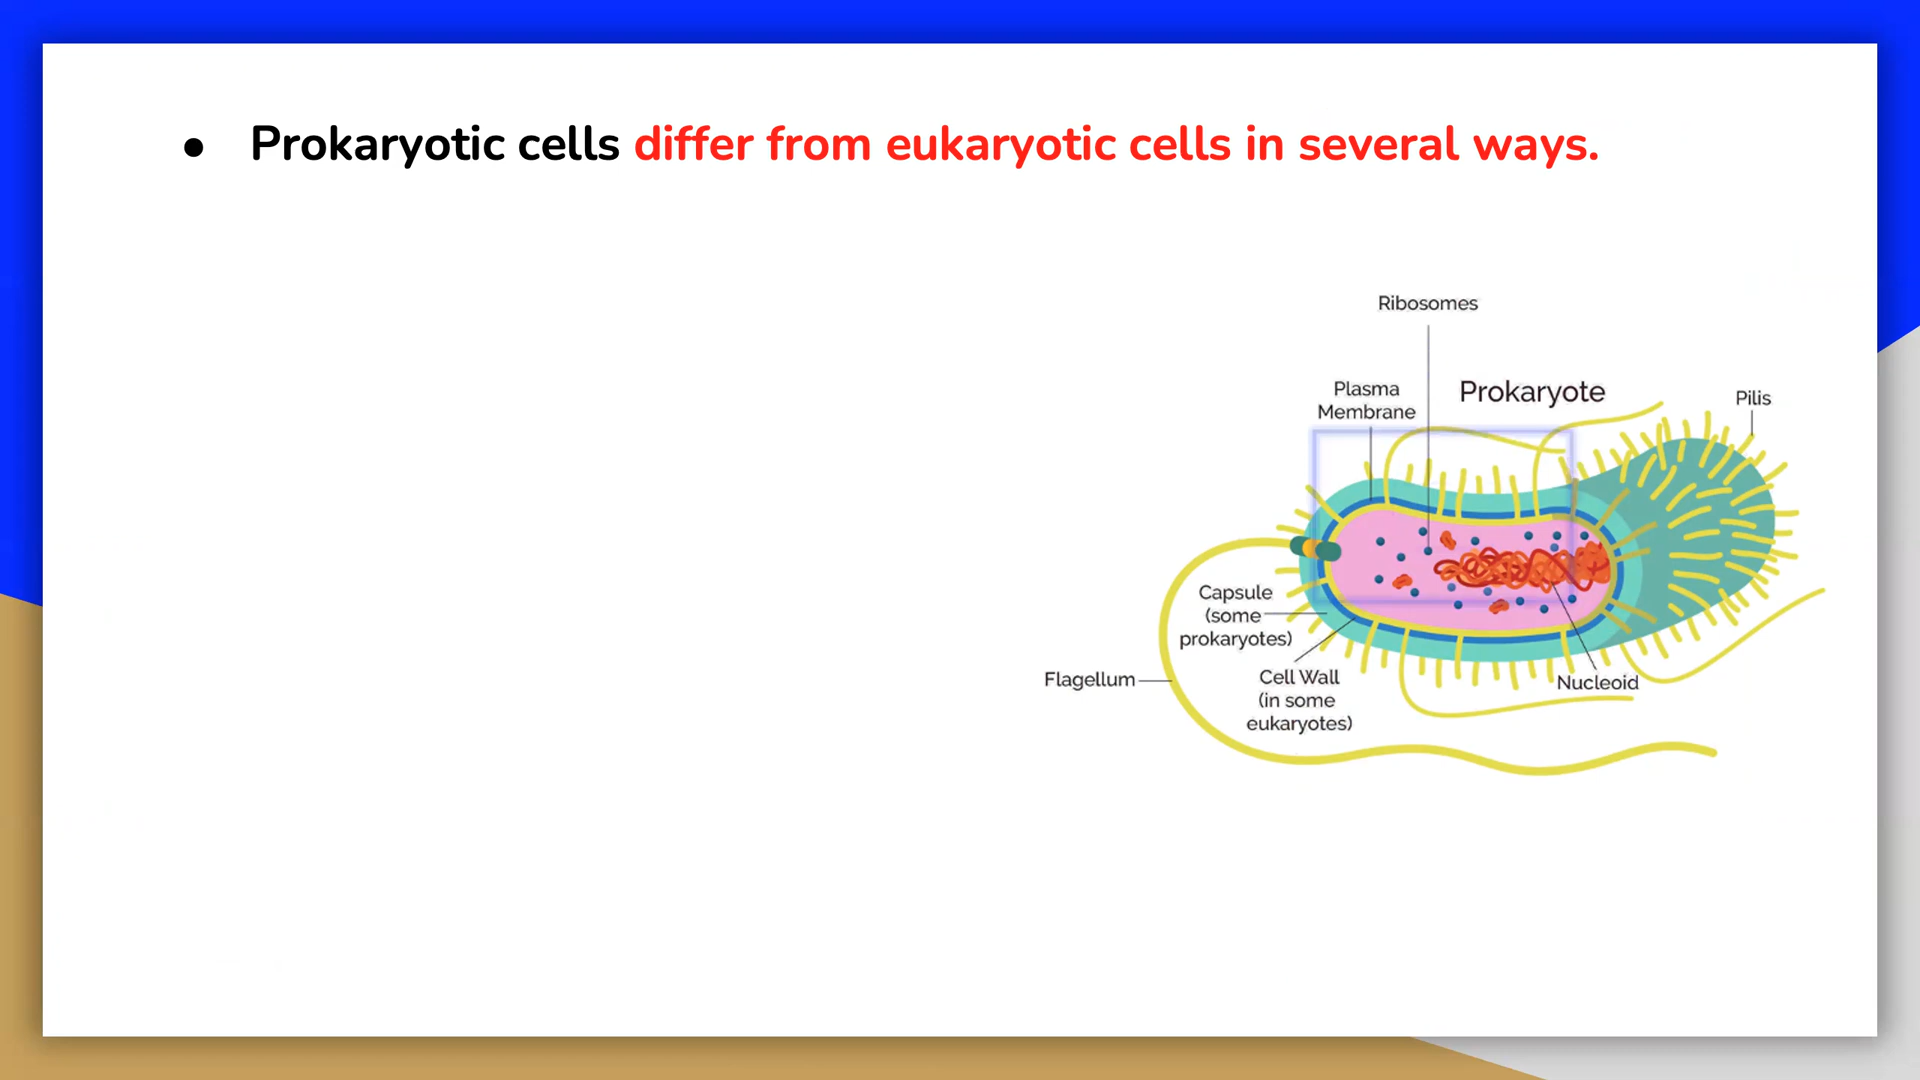 ● Prokaryotic cells differ from eukaryotic cells in several ways.
Ribosomes
Plasma
Membrane
Prokaryote
Pilis
Capsule
(some
prokaryotes)
Flagellum
Cell Wall
(in some
eukaryotes)
Nucleoid